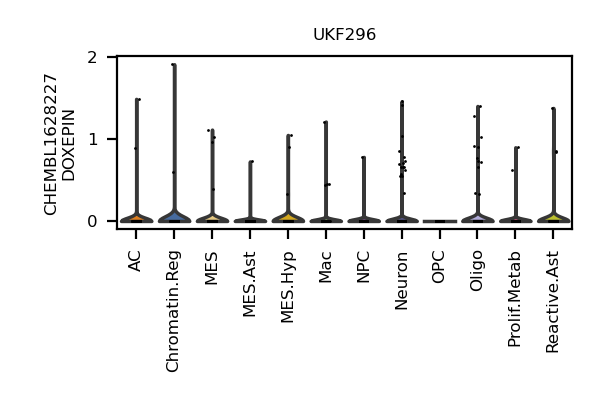 UKF296
CHEMBL1628227
DOXEPIN
2
1
0
AC
Chromatin.Reg
MES
MES.Ast
MES.Hyp
Mac
NPC
Neuron
OPC
Oligo
Prolif.Metab
Reactive.Ast